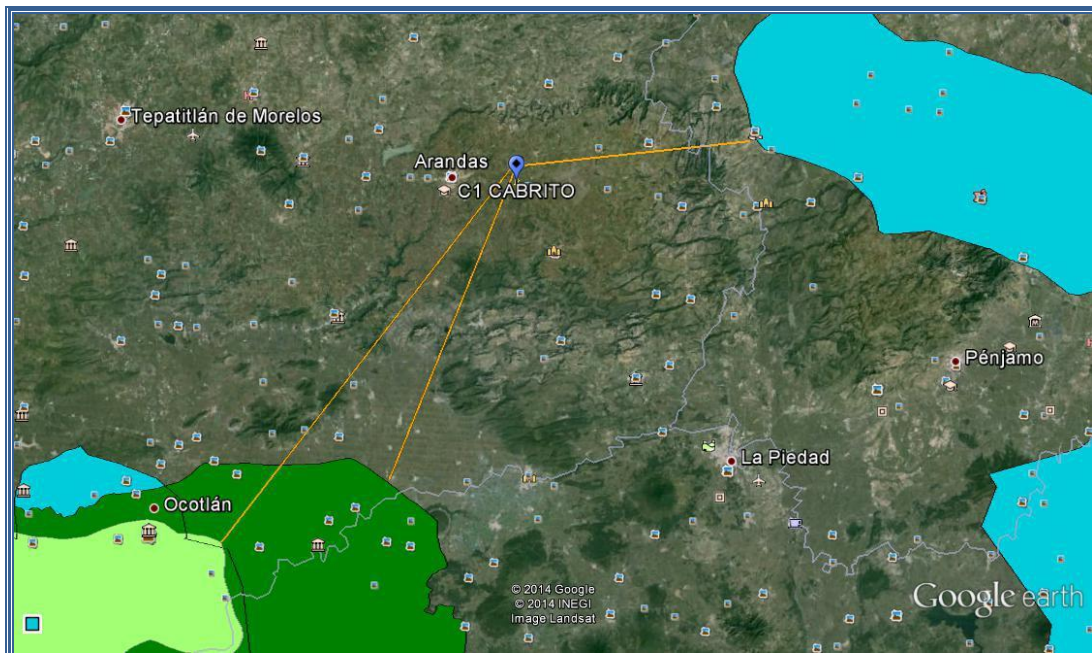 Tepatitlán de Morelos
Arandas
C1 CABRITO
Pénjamo
La Piedad
Ocotlán
© 2014 Google
© 2014 INEGI
Image Landsat
Google earth